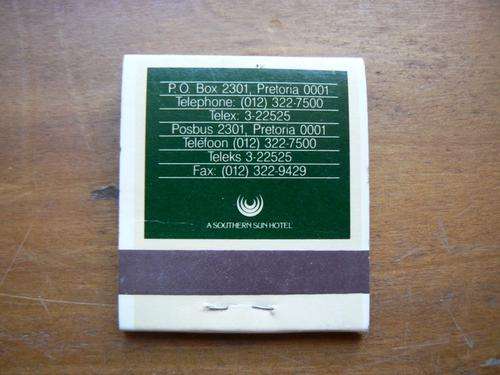 P.O. Box 2301, Pretoria 0001
Telephone: (012) 322-7500
Telex: 3-22525
Posbus 2301, Pretoria 0001
Teléfoon (012) 322-7500
Teleks 3-22525
Fax: (012) 322-9429
A SOUTHERN SUN HOTEL